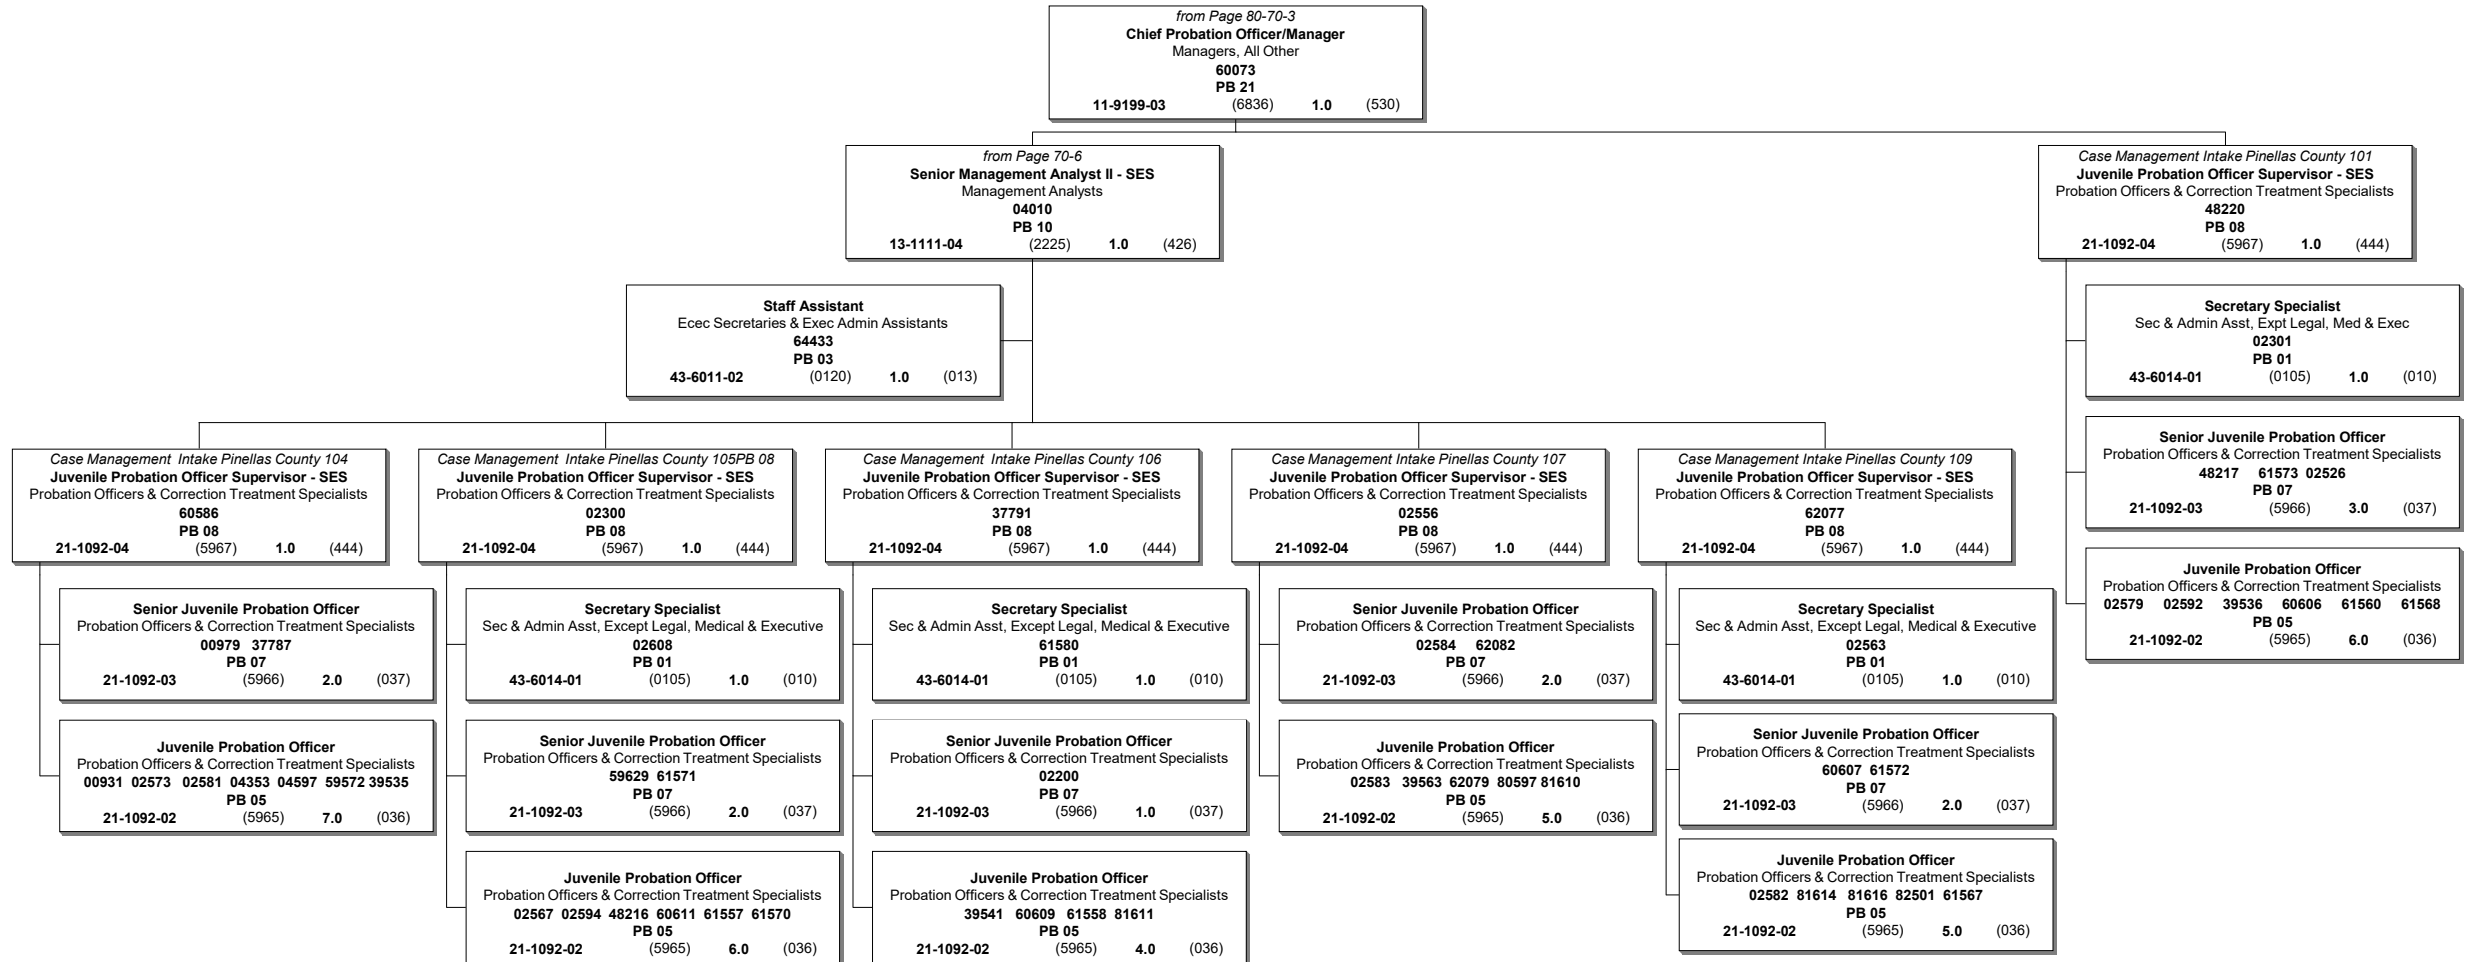 from Page 80-70-3
Chief Probation Officer/Manager
Managers, All Other
60073
PB 21
11-9199-03 (6836) 1.0 (530)
from Page 70-6
Senior Management Analyst II - SES
Management Analysts
04010
PB 10
13-1111-04 (2225) 1.0 (426)
Case Management Intake Pinellas County 101
Juvenile Probation Officer Supervisor - SES
Probation Officers & Correction Treatment Specialists
48220
PB 08
21-1092-04 (5967) 1.0 (444)
Staff Assistant
Ecec Secretaries & Exec Admin Assistants
64433
PB 03
43-6011-02 (0120) 1.0 (013)
Secretary Specialist
Sec & Admin Asst, Expt Legal, Med & Exec
02301
PB 01
43-6014-01 (0105) 1.0 (010)
Senior Juvenile Probation Officer
Probation Officers & Correction Treatment Specialists
48217 61573 02526
PB 07
21-1092-03 (5966) 3.0 (037)
Juvenile Probation Officer
Probation Officers & Correction Treatment Specialists
02579 02592 39536 60606 61560 61568
PB 05
21-1092-02 (5965) 6.0 (036)
Case Management Intake Pinellas County 104
Juvenile Probation Officer Supervisor - SES
Probation Officers & Correction Treatment Specialists
60586
PB 08
21-1092-04 (5967) 1.0 (444)
Senior Juvenile Probation Officer
Probation Officers & Correction Treatment Specialists
00979 37787
PB 07
21-1092-03 (5966) 2.0 (037)
Juvenile Probation Officer
Probation Officers & Correction Treatment Specialists
00931 02573 02581 04353 04597 59572 39535
PB 05
21-1092-02 (5965) 7.0 (036)
Case Management Intake Pinellas County 105PB 08
Juvenile Probation Officer Supervisor - SES
Probation Officers & Correction Treatment Specialists
02300
PB 08
21-1092-04 (5967) 1.0 (444)
Secretary Specialist
Sec & Admin Asst, Except Legal, Medical & Executive
02608
PB 01
43-6014-01 (0105) 1.0 (010)
Senior Juvenile Probation Officer
Probation Officers & Correction Treatment Specialists
59629 61571
PB 07
21-1092-03 (5966) 2.0 (037)
Juvenile Probation Officer
Probation Officers & Correction Treatment Specialists
02567 02594 48216 60611 61557 61570
PB 05
21-1092-02 (5965) 6.0 (036)
Case Management Intake Pinellas County 106
Juvenile Probation Officer Supervisor - SES
Probation Officers & Correction Treatment Specialists
37791
PB 08
21-1092-04 (5967) 1.0 (444)
Secretary Specialist
Sec & Admin Asst, Except Legal, Medical & Executive
61580
PB 01
43-6014-01 (0105) 1.0 (010)
Senior Juvenile Probation Officer
Probation Officers & Correction Treatment Specialists
02200
PB 07
21-1092-03 (5966) 1.0 (037)
Juvenile Probation Officer
Probation Officers & Correction Treatment Specialists
39541 60609 61558 81611
PB 05
21-1092-02 (5965) 4.0 (036)
Case Management Intake Pinellas County 107
Juvenile Probation Officer Supervisor - SES
Probation Officers & Correction Treatment Specialists
02556
PB 08
21-1092-04 (5967) 1.0 (444)
Senior Juvenile Probation Officer
Probation Officers & Correction Treatment Specialists
02584 62082
PB 07
21-1092-03 (5966) 2.0 (037)
Juvenile Probation Officer
Probation Officers & Correction Treatment Specialists
02583 39563 62079 80597 81610
PB 05
21-1092-02 (5965) 5.0 (036)
Case Management Intake Pinellas County 109
Juvenile Probation Officer Supervisor - SES
Probation Officers & Correction Treatment Specialists
62077
PB 08
21-1092-04 (5967) 1.0 (444)
Secretary Specialist
Sec & Admin Asst, Except Legal, Medical & Executive
02563
PB 01
43-6014-01 (0105) 1.0 (010)
Senior Juvenile Probation Officer
Probation Officers & Correction Treatment Specialists
60607 61572
PB 07
21-1092-03 (5966) 2.0 (037)
Juvenile Probation Officer
Probation Officers & Correction Treatment Specialists
02582 81614 81616 82501 61567
PB 05
21-1092-02 (5965) 5.0 (036)